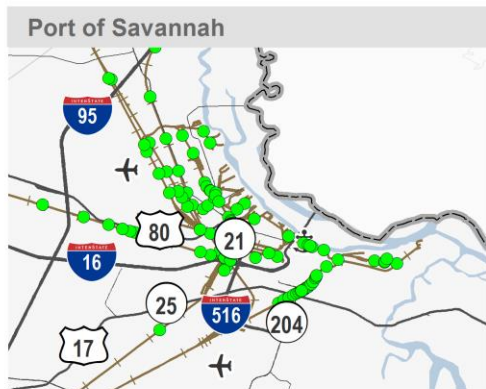 Port of Savannah
INTERSTATE
95
80
21
INTERSTATE
16
25
INTERSTATE
516
204
17